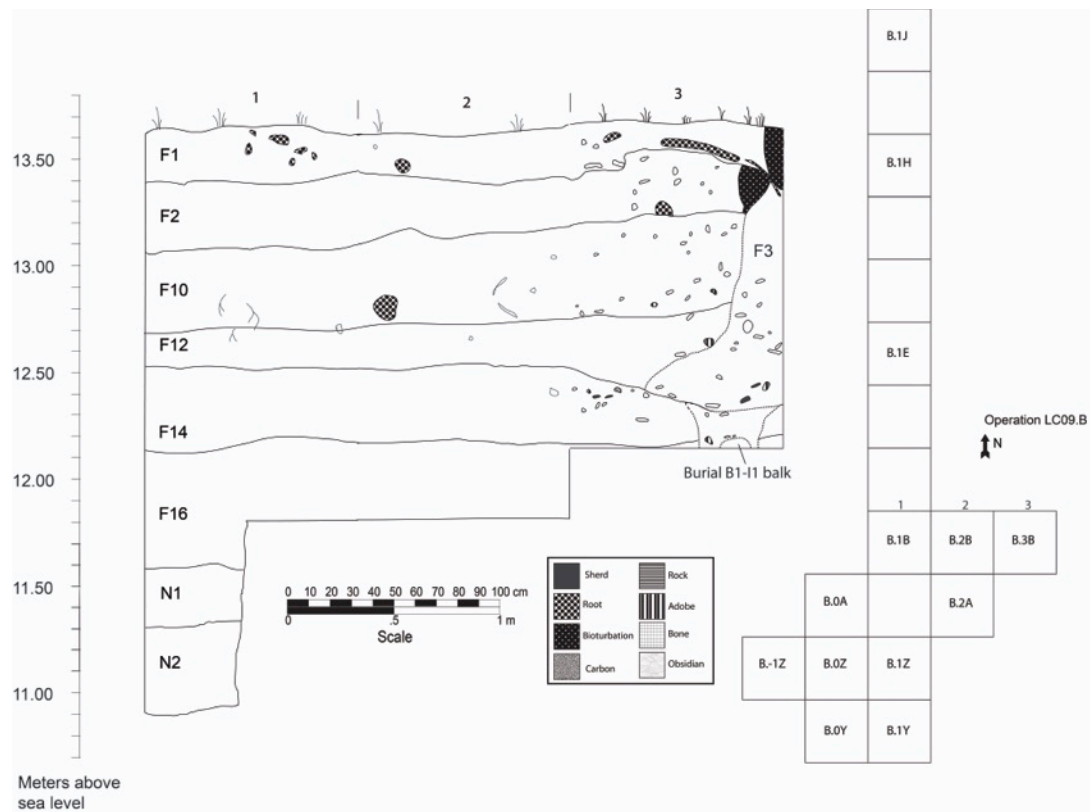 B.1J
1
2
3
13.50
F1
B.1H
F2
13.00
F3
F10
F12
B.1E
12.50
F14
Operation LC09.B
N
Burial B1-I1 balk
12.00
F16
1 2 3
B.1B B.2B B.3B
11.50
N1
0 10 20 30 40 50 60 70 80 90 100 cm
0 .5 1 m
Scale
Sherd Rock
Root Adobe
Bioturbation Bone
Carbon Obsidian
B.0A B.2A
N2
11.00
B.-1Z B.0Z B.1Z
B.0Y B.1Y
Meters above
sea level